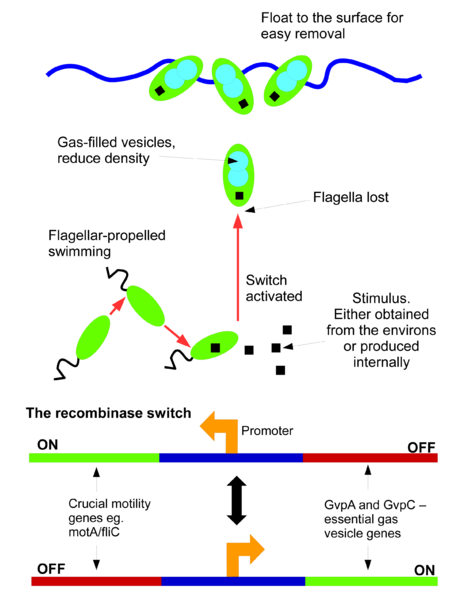 Float to the surface for
easy removal
Gas-filled vesicles,
reduce density
Flagella lost
Flagellar-propelled
swimming
Switch
activated
Stimulus.
Either obtained
from the environs
or produced
internally
The recombinase switch
Promoter
ON
OFF
Crucial motility
genes eg.
motA/fliC
GvpA and GvpC –
essential gas
vesicle genes
OFF
ON